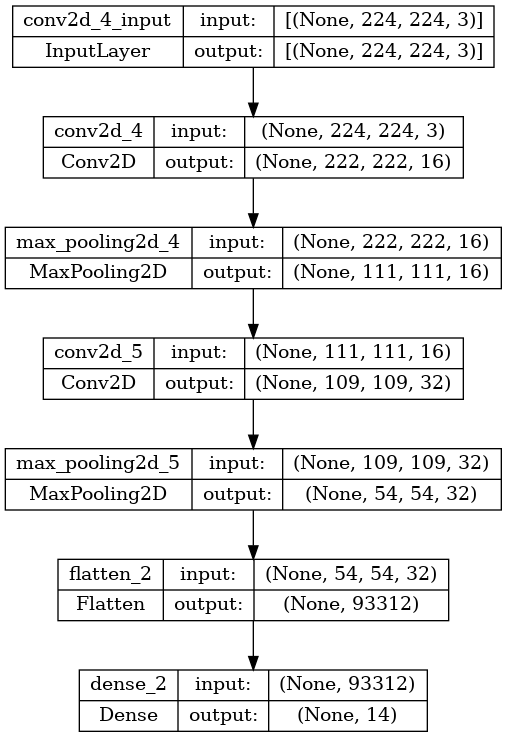 conv2d_4_input input: [(None, 224, 224, 3)]
InputLayer output: [(None, 224, 224, 3)]
conv2d_4 input: (None, 224, 224, 3)
Conv2D output: (None, 222, 222, 16)
max_pooling2d_4 input: (None, 222, 222, 16)
MaxPooling2D output: (None, 111, 111, 16)
conv2d_5 input: (None, 111, 111, 16)
Conv2D output: (None, 109, 109, 32)
max_pooling2d_5 input: (None, 109, 109, 32)
MaxPooling2D output: (None, 54, 54, 32)
flatten_2 input: (None, 54, 54, 32)
Flatten output: (None, 93312)
dense_2 input: (None, 93312)
Dense output: (None, 14)